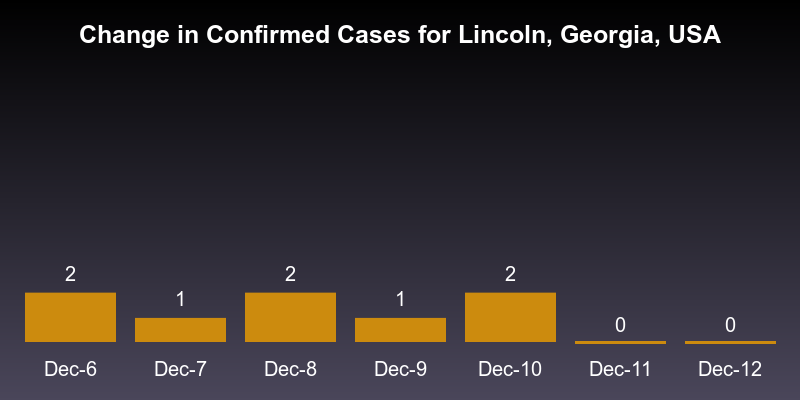 Change in Confirmed Cases for Lincoln, Georgia, USA
2 1 2 1 2 0 0
Dec-6 Dec-7 Dec-8 Dec-9 Dec-10 Dec-11 Dec-12